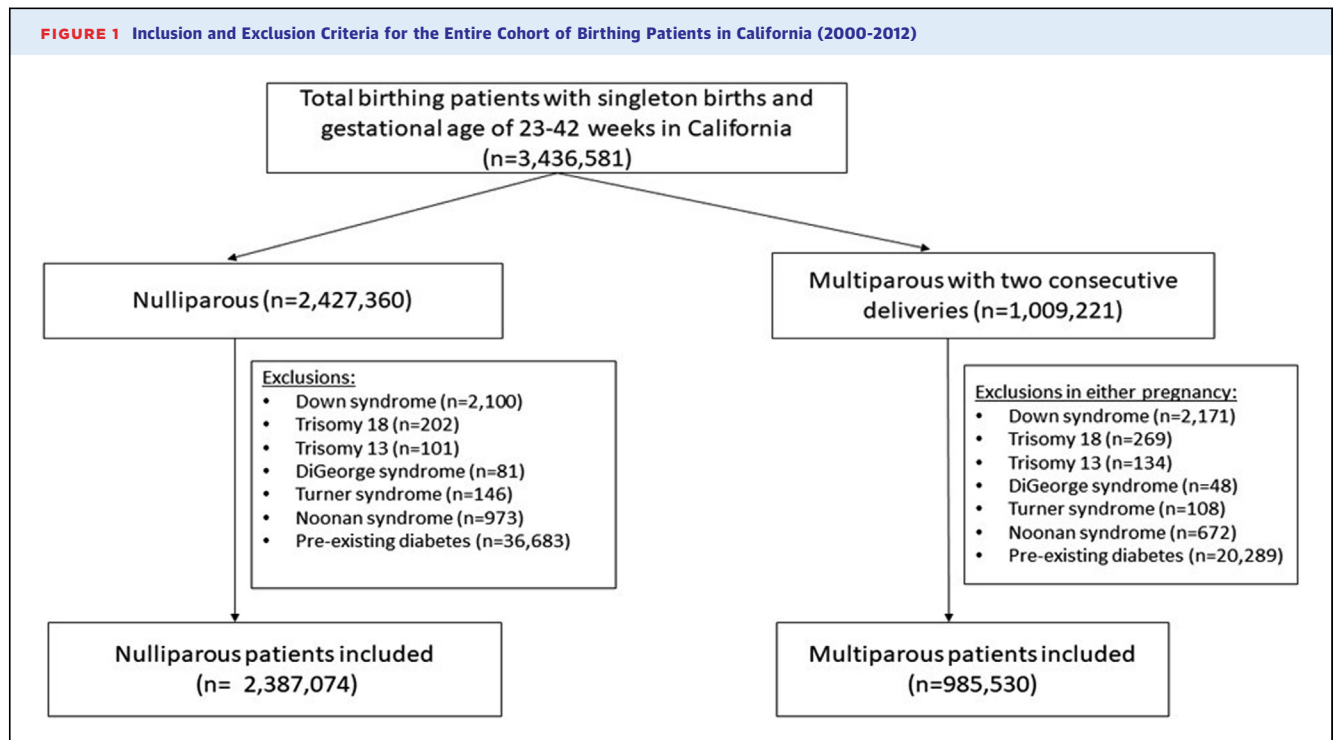 FIGURE 1 Inclusion and Exclusion Criteria for the Entire Cohort of Birthing Patients in California (2000-2012)
Total birthing patients with singleton births and
gestational age of 23-42 weeks in California
(n=3,436,581)
Nulliparous (n=2,427,360)
Multiparous with two consecutive
deliveries (n=1,009,221)
Exclusions:
• Down syndrome (n=2,100)
• Trisomy 18 (n=202)
• Trisomy 13 (n=101)
• DiGeorge syndrome (n=81)
• Turner syndrome (n=146)
• Noonan syndrome (n=973)
• Pre-existing diabetes (n=36,683)
Exclusions in either pregnancy:
• Down syndrome (n=2,171)
• Trisomy 18 (n=269)
• Trisomy 13 (n=134)
• DiGeorge syndrome (n=48)
• Turner syndrome (n=108)
• Noonan syndrome (n=672)
• Pre-existing diabetes (n=20,289)
Nulliparous patients included
(n= 2,387,074)
Multiparous patients included
(n=985,530)